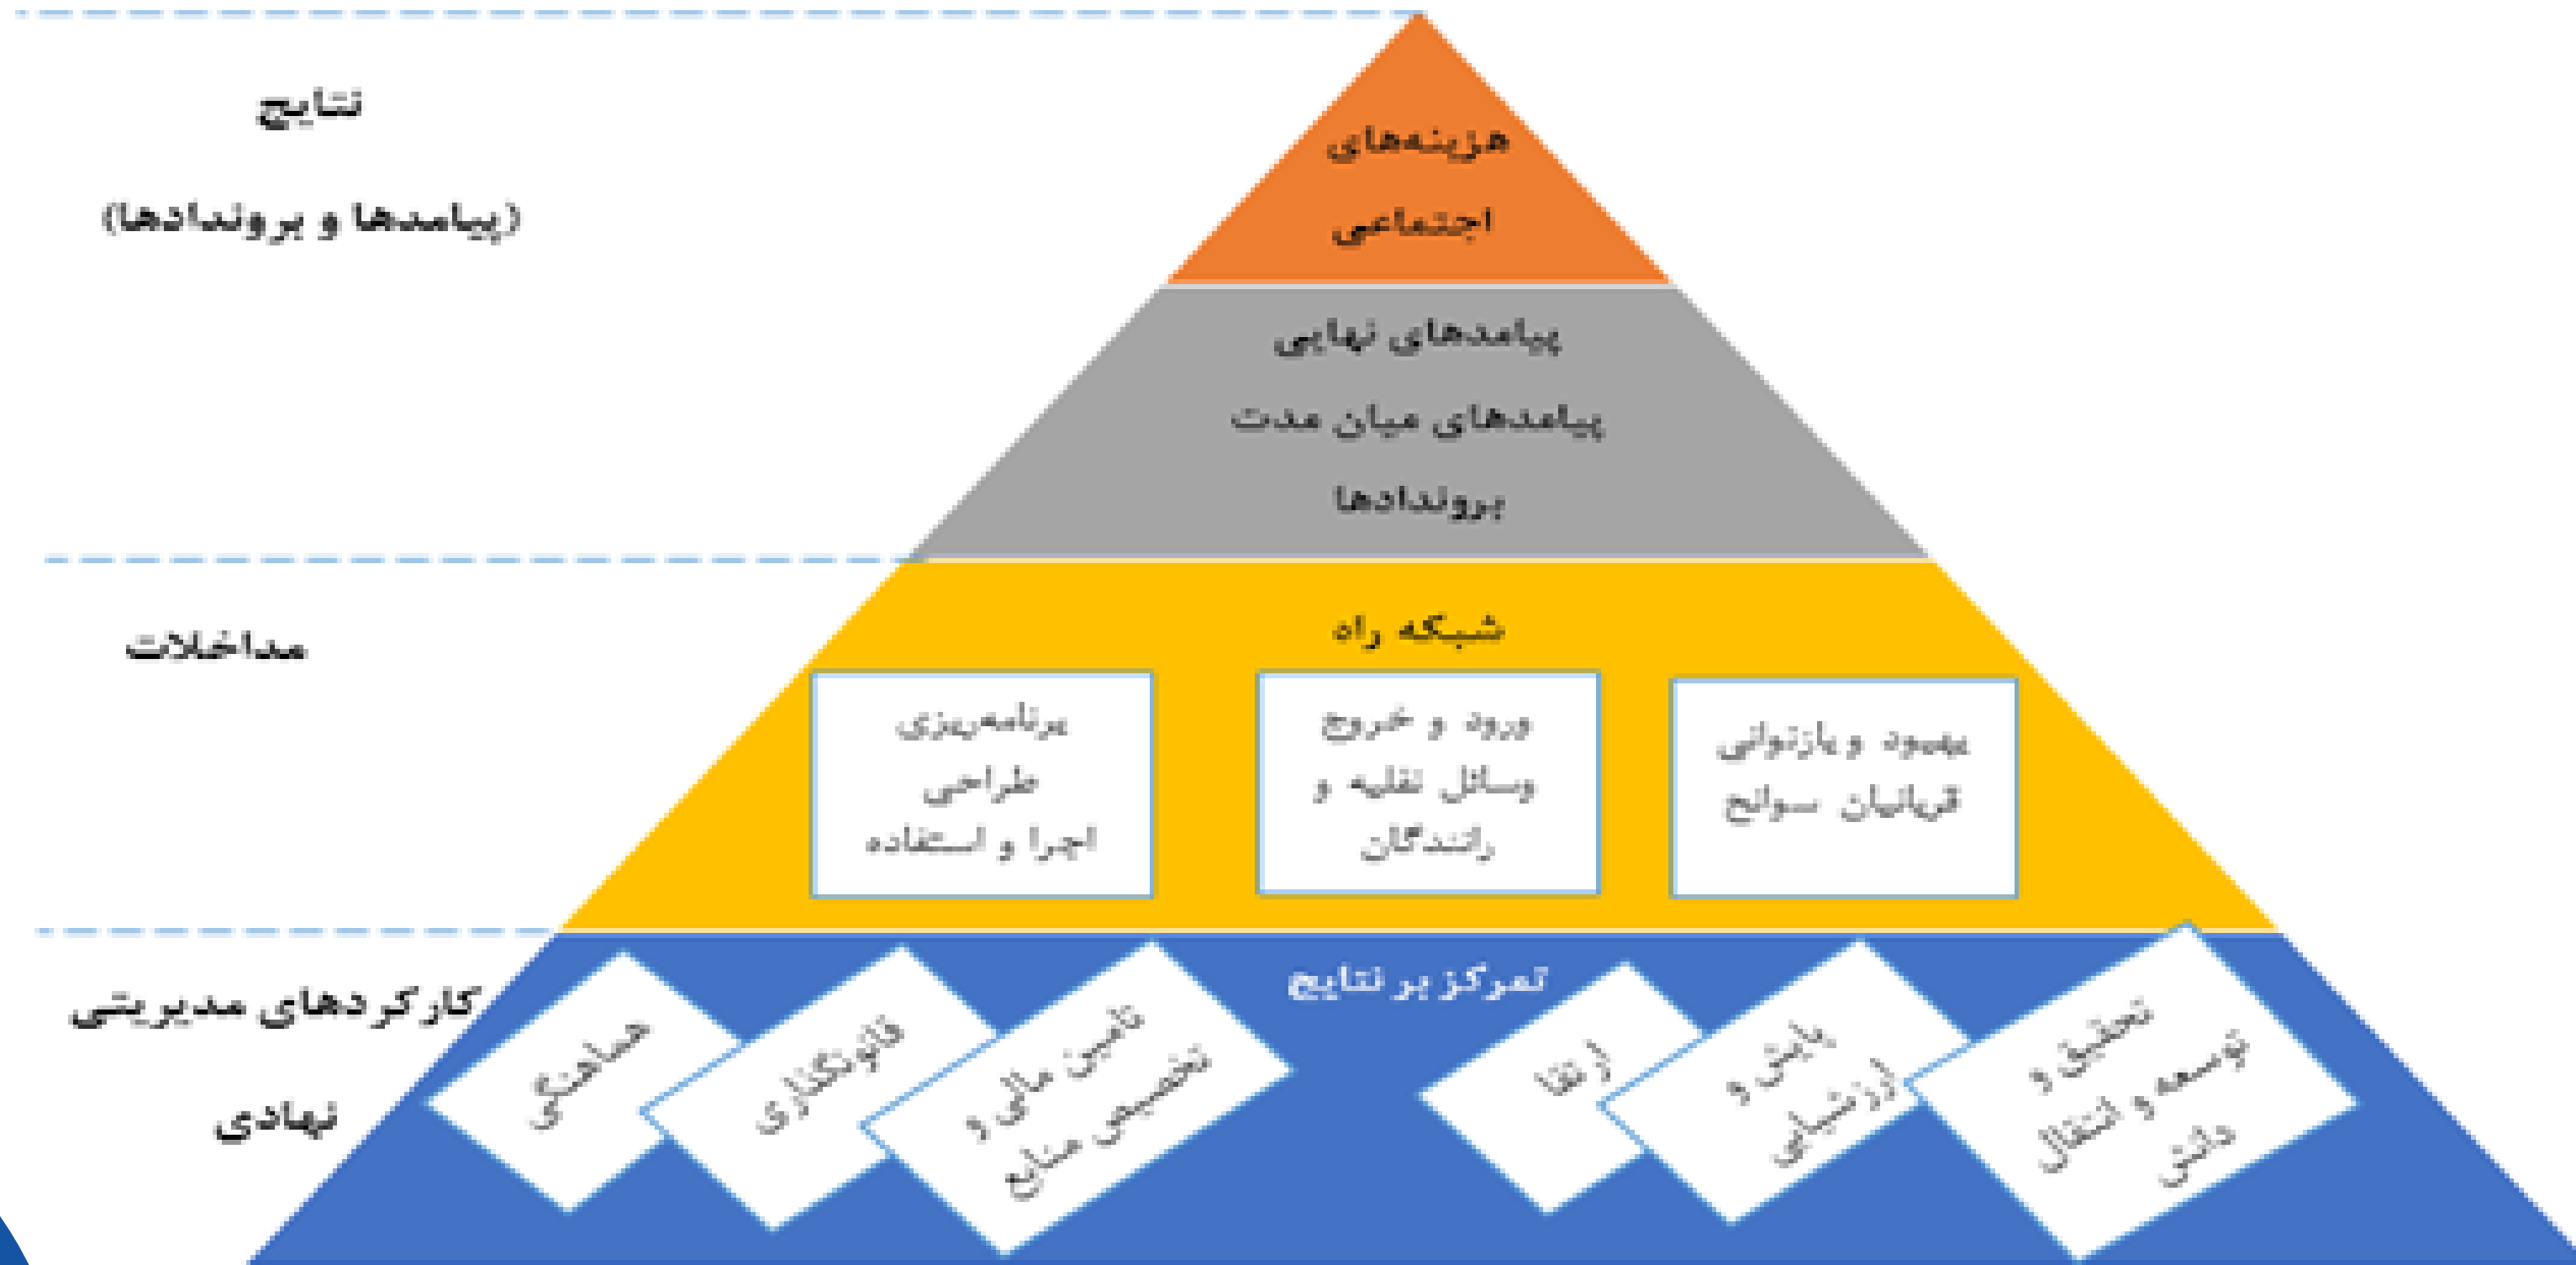 نتایج
(پیامدها و بروندادها)
هزینه‌های
اجتماعی
پیامدهای نهایی
پیامدهای میان مدت
بروندادها
مداخلات
شبکه راه
بهبود و بازتوانی
قربانیان سوانح
ورود و خروج
وسائل نقلیه و
رانندگان
برنامه‌ریزی
طراحی
اجرا و استفاده
کارکردهای مدیریتی
نهادی
تمرکز بر نتایج
تحقیق و
توسعه و انتقال
دانش
پایش و
ارزشیابی
ارتقا
تامین مالی و
تخصیص منابع
قانونگذاری
هماهنگی